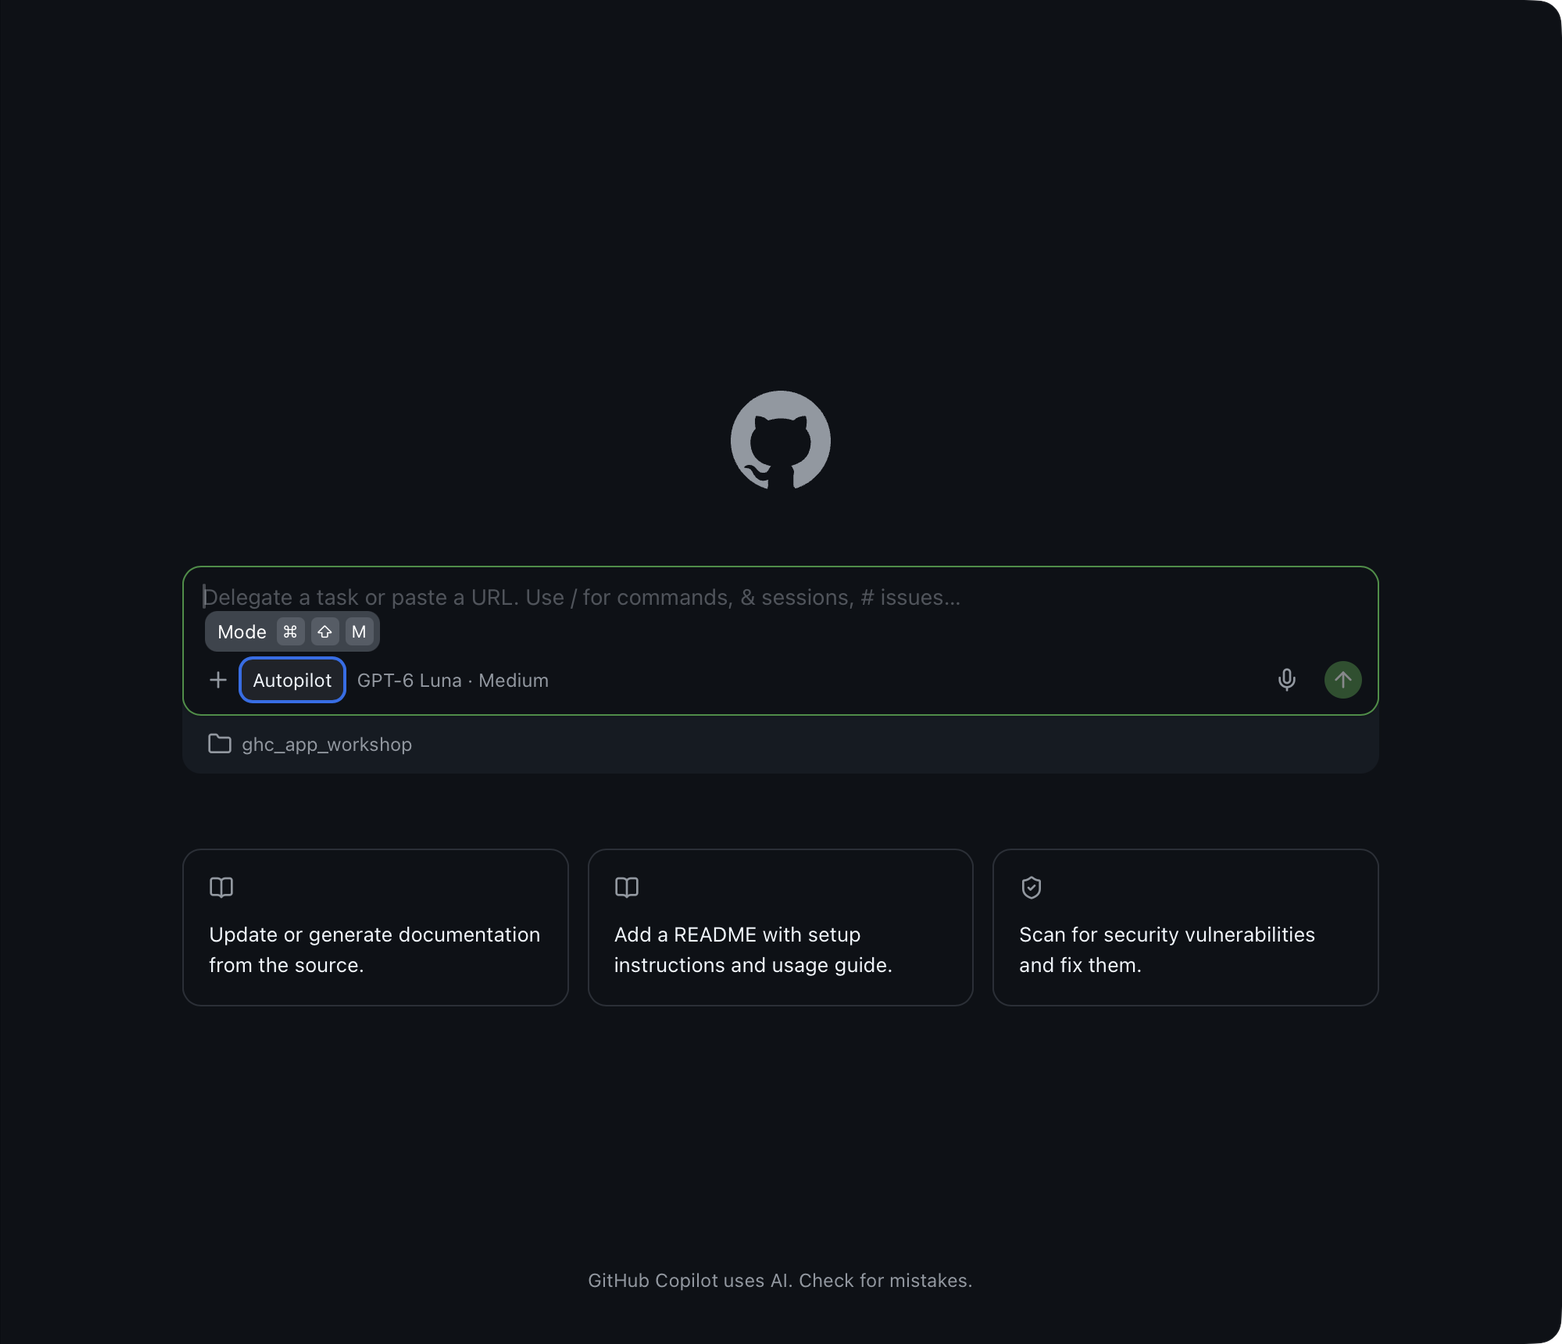 Delegate a task or paste a URL. Use / for commands, & sessions, # issues...
Mode ⌘ ⇧ M
Autopilot GPT-6 Luna · Medium
ghc_app_workshop
Update or generate documentation
from the source.
Add a README with setup
instructions and usage guide.
Scan for security vulnerabilities
and fix them.
GitHub Copilot uses AI. Check for mistakes.